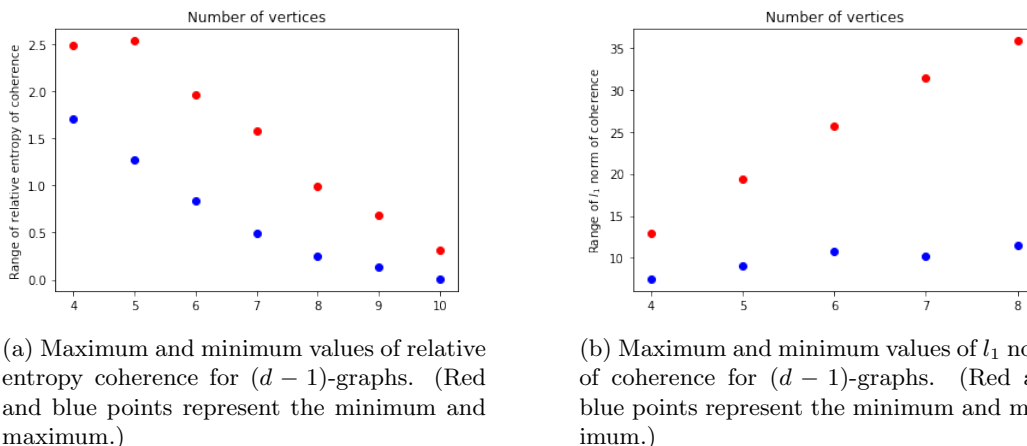 Number of vertices
Range of relative entropy of coherence
2.5
2.0
1.5
1.0
0.5
0.0
4 5 6 7 8 9 10
(a) Maximum and minimum values of relative
entropy coherence for (d − 1)-graphs. (Red
and blue points represent the minimum and
maximum.)
Number of vertices
Range of l₁ norm of coherence
35
30
25
20
15
10
4 5 6 7 8
(b) Maximum and minimum values of l₁
of coherence for (d − 1)-graphs. (Red
blue points represent the minimum and
imum.)